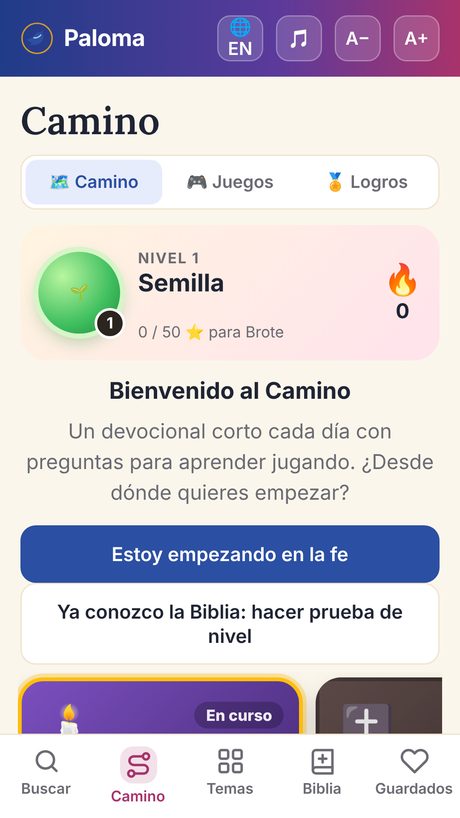 Paloma
EN
A−
A+
Camino
Camino
Juegos
Logros
NIVEL 1
Semilla
1
0 / 50 ⭐ para Brote
0
Bienvenido al Camino
Un devocional corto cada día con
preguntas para aprender jugando. ¿Desde
dónde quieres empezar?
Estoy empezando en la fe
Ya conozco la Biblia: hacer prueba de
nivel
En curso
Buscar
Camino
Temas
Biblia
Guardados